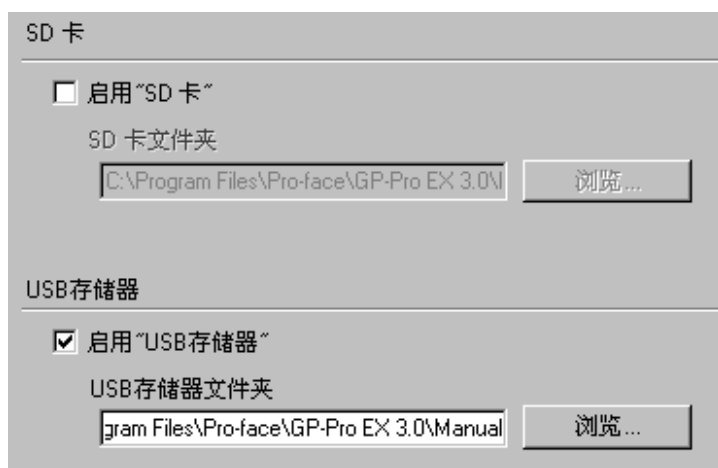 SD 卡
启用"SD 卡"
SD 卡文件夹
C:\Program Files\Pro-face\GP-Pro EX 3.0\
浏览...
USB存储器
启用"USB存储器"
USB存储器文件夹
gram Files\Pro-face\GP-Pro EX 3.0\Manual
浏览...